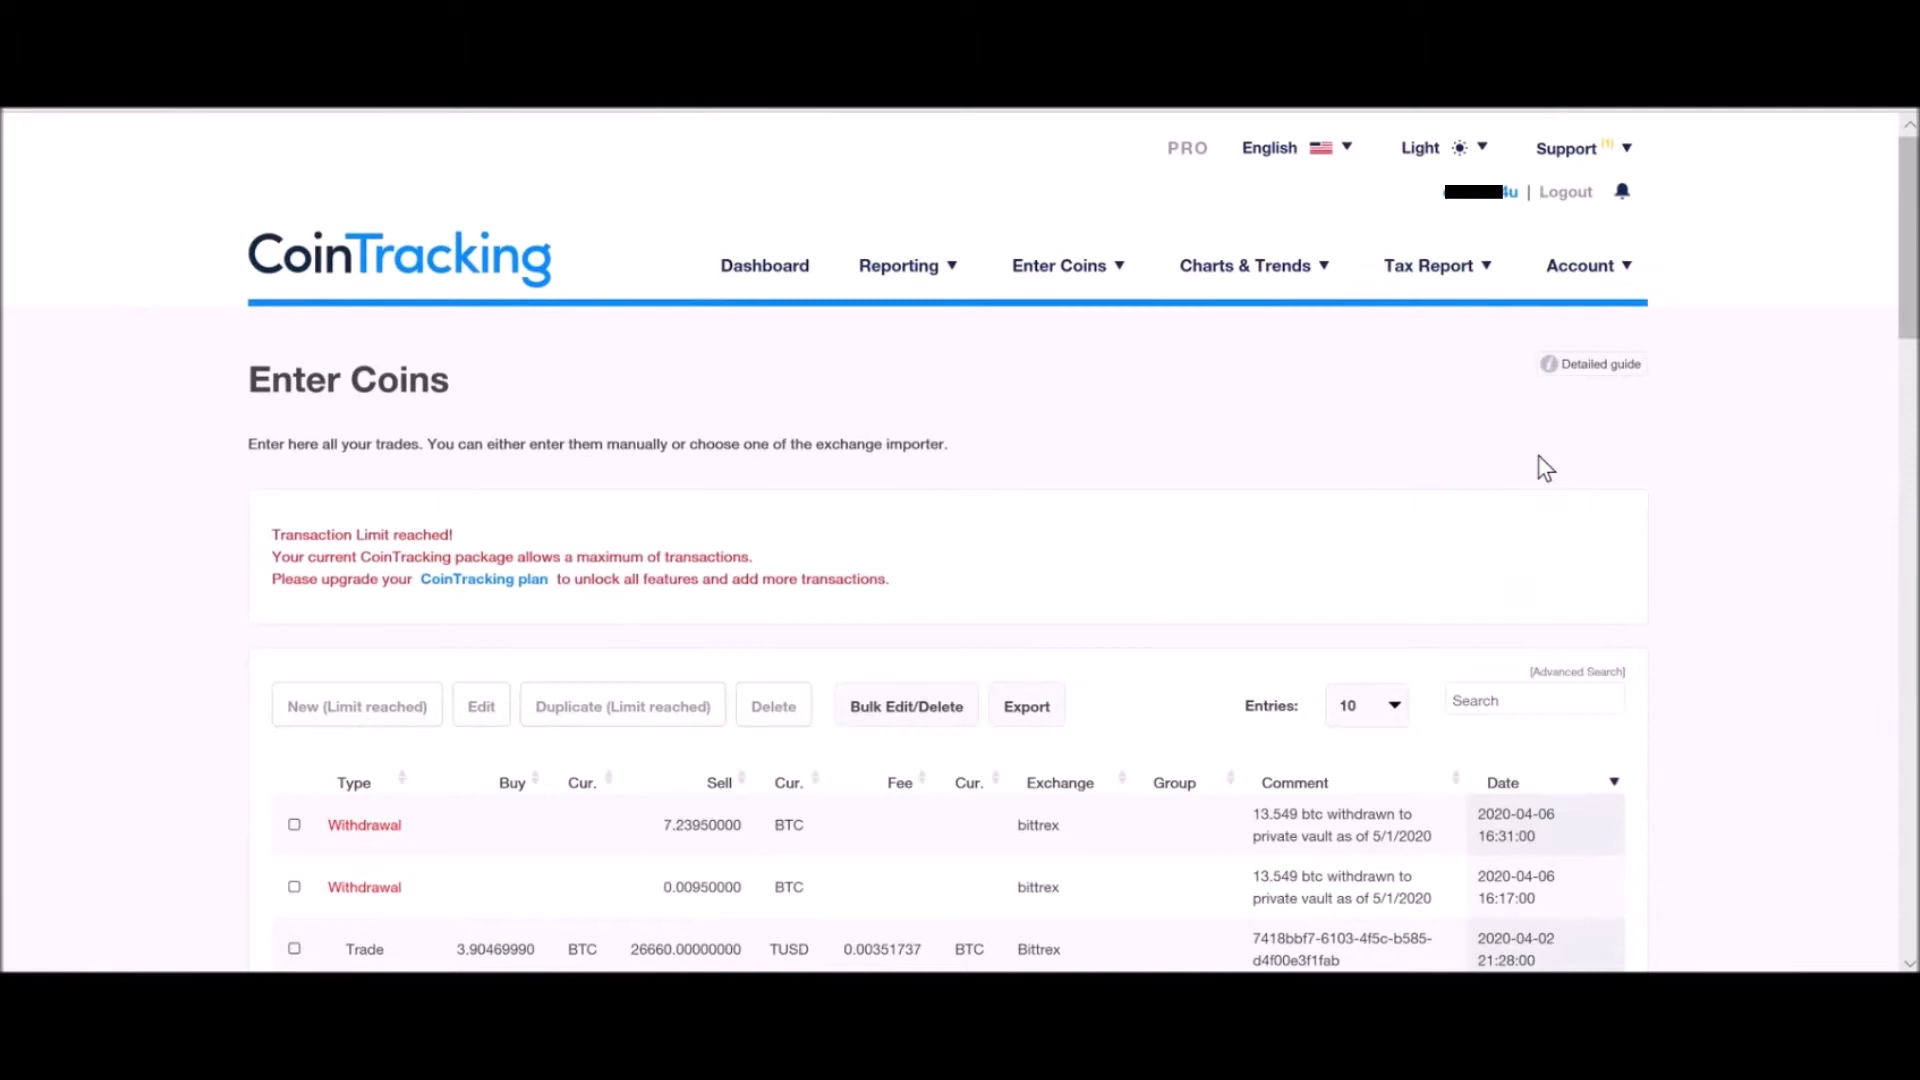 PRO English Light Support (1)
4u | Logout
CoinTracking
Dashboard Reporting Enter Coins Charts & Trends Tax Report Account
Enter Coins
Detailed guide
Enter here all your trades. You can either enter them manually or choose one of the exchange importer.
Transaction Limit reached!
Your current CoinTracking package allows a maximum of transactions.
Please upgrade your CoinTracking plan to unlock all features and add more transactions.
[Advanced Search]
New (Limit reached) Edit Duplicate (Limit reached) Delete Bulk Edit/Delete Export Entries: 10 Search
Type Buy Cur. Sell Cur. Fee Cur. Exchange Group Comment Date
Withdrawal 7.23950000 BTC bittrex 13.549 btc withdrawn to 2020-04-06
private vault as of 5/1/2020 16:31:00
Withdrawal 0.00950000 BTC bittrex 13.549 btc withdrawn to 2020-04-06
private vault as of 5/1/2020 16:17:00
Trade 3.90469990 BTC 26660.00000000 TUSD 0.00351737 BTC Bittrex 7418bbf7-6103-4f5c-b585- 2020-04-02
d4f00e3f1fab 21:28:00